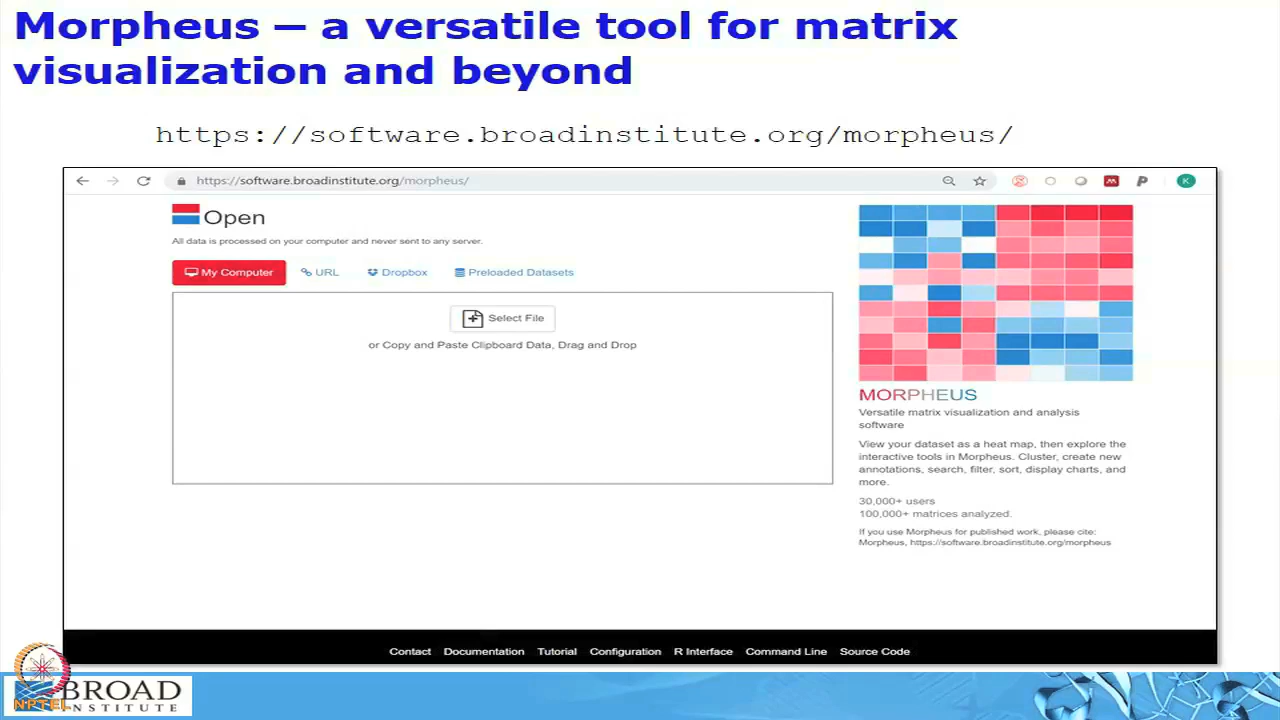 Morpheus – a versatile tool for matrix
visualization and beyond
https://software.broadinstitute.org/morpheus/
https://software.broadinstitute.org/morpheus/
P
K
Open
All data is processed on your computer and never sent to any server.
My Computer
URL
Dropbox
Preloaded Datasets
Select File
or Copy and Paste Clipboard Data, Drag and Drop
MORPHEUS
Versatile matrix visualization and analysis
software
View your dataset as a heat map, then explore the
interactive tools in Morpheus. Cluster, create new
annotations, search, filter, sort, display charts, and
more.
30,000+ users
100,000+ matrices analyzed.
If you use Morpheus for published work, please cite:
Morpheus, https://software.broadinstitute.org/morpheus
Contact Documentation Tutorial Configuration R Interface Command Line Source Code
BROAD
INSTITUTE
NPTEL